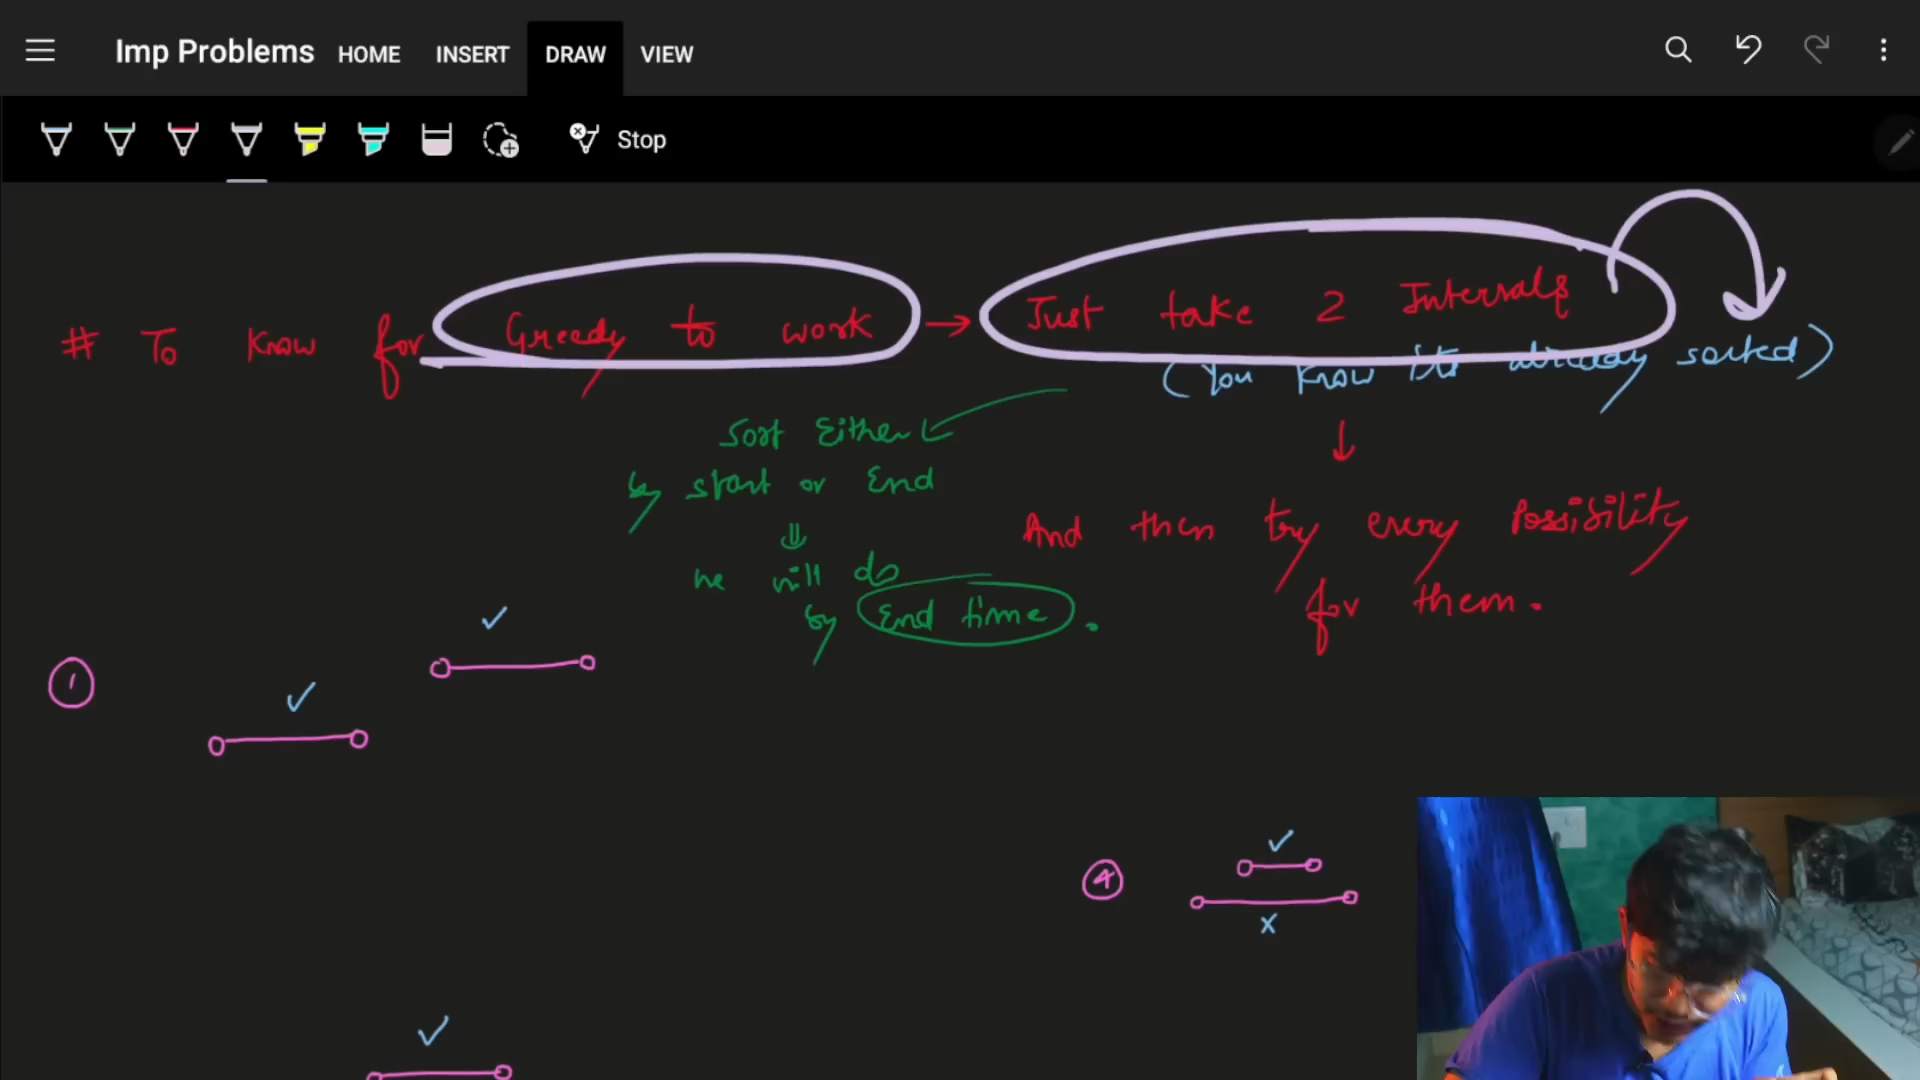 Imp Problems HOME INSERT DRAW VIEW
Stop
# To Know for Greedy to work → Just take 2 Intervals
(You Know its already sorted)
Sort Either
by start or End
we will do
by End time.
And then try every Possibility
for them.
1
4